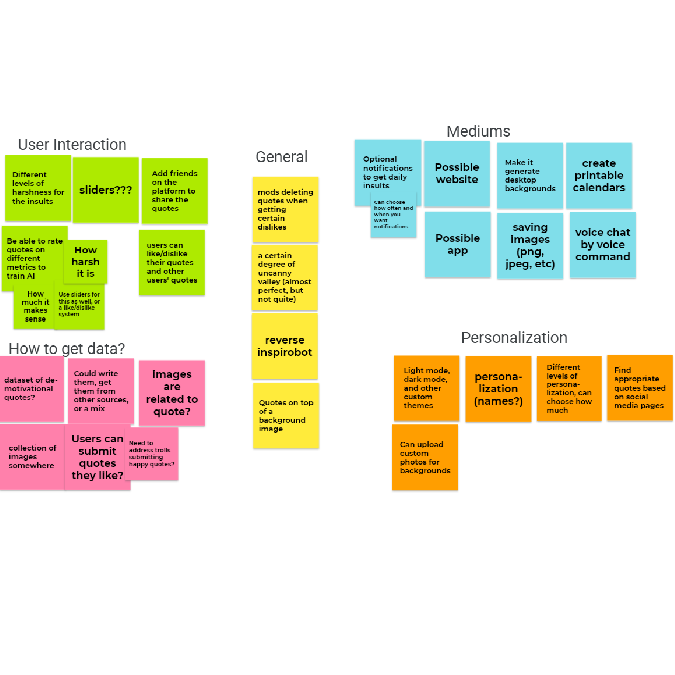 User Interaction
Different
levels of
harshness for
the insults
sliders???
Add friends
on the
platform to
share the
quotes
Be able to rate
quotes on
different
metrics to
train AI
How
harsh
it is
users can
like/dislike
their quotes
and other
users' quotes
How
much it
makes
sense
Use sliders for
this as well, or
a like/dislike
system
How to get data?
dataset of de-
motivational
quotes?
Could write
them, get
them from
other sources,
or a mix
Images
are
related to
quote?
collection of
images
somewhere
Users can
submit
quotes
they like?
Need to
address trolls
submitting
happy quotes?
General
mods deleting
quotes when
getting
certain
dislikes
a certain
degree of
uncanny
valley (almost
perfect, but
not quite)
reverse
inspirobot
Quotes on top
of a
background
image
Mediums
Optional
notifications
to get daily
insults
Can choose
how often and
when you
want
notifications
Possible
website
Make it
generate
desktop
backgrounds
create
printable
calendars
Possible
app
saving
images
(png,
jpeg, etc)
voice chat
by voice
command
Personalization
Light mode,
dark mode,
and other
custom
themes
persona-
lization
(names?)
Different
levels of
persona-
lization, can
choose how
much
Find
appropriate
quotes based
on social
media pages
Can upload
custom
photos for
backgrounds